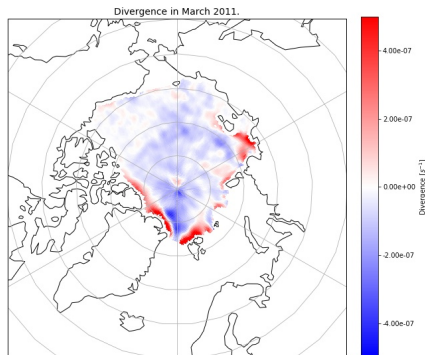 Divergence in March 2011.
4.00e-07
2.00e-07
0.00e+00
-2.00e-07
-4.00e-07
Divergence [s⁻¹]